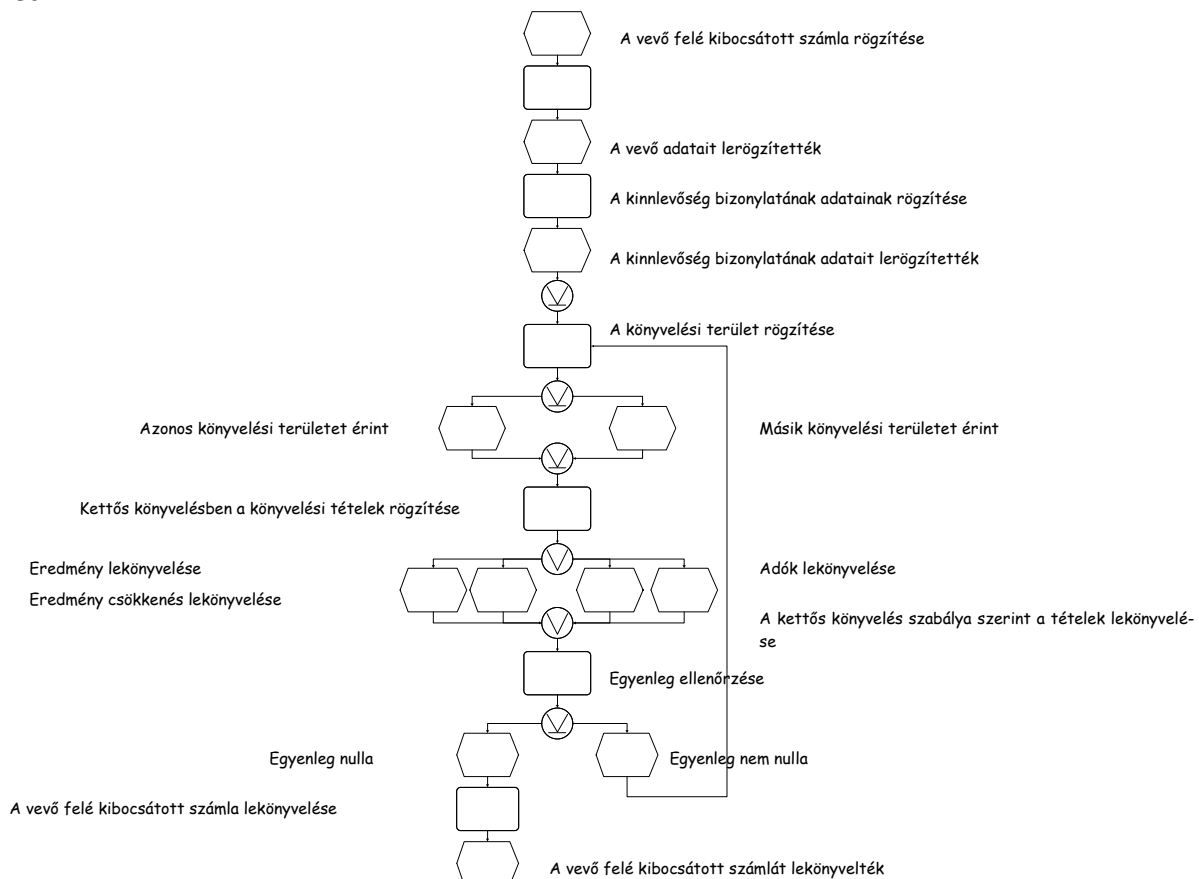 A vevő felé kibocsátott számla rögzítése
A vevő adatait lerögzítették
A kinnlevőség bizonylatának adatainak rögzítése
A kinnlevőség bizonylatának adatait lerögzítették
A könyvelési terület rögzítése
Azonos könyvelési területet érint
Másik könyvelési területet érint
Kettős könyvelésben a könyvelési tételek rögzítése
Eredmény lekönyvelése
Adók lekönyvelése
Eredmény csökkenés lekönyvelése
A kettős könyvelés szabálya szerint a tételek lekönyvelé-
se
Egyenleg ellenőrzése
Egyenleg nulla
Egyenleg nem nulla
A vevő felé kibocsátott számla lekönyvelése
A vevő felé kibocsátott számlát lekönyvelték